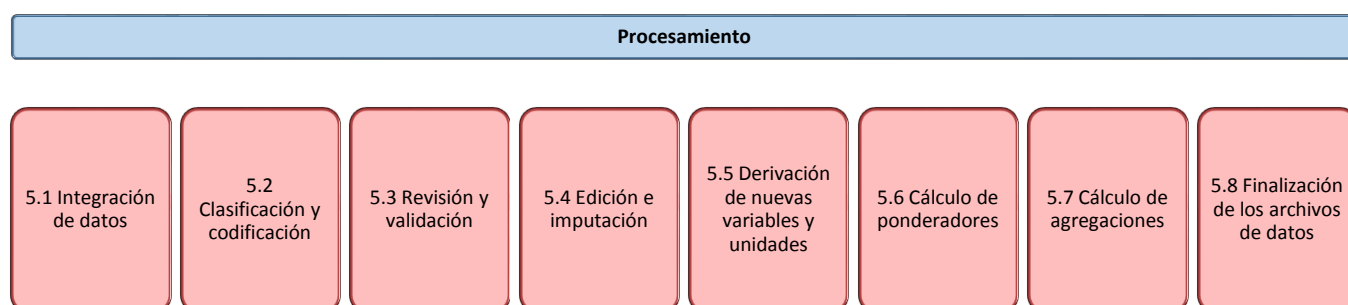 Procesamiento
5.1 Integración
de datos
5.2
Clasificación y
codificación
5.3 Revisión y
validación
5.4 Edición e
imputación
5.5 Derivación
de nuevas
variables y
unidades
5.6 Cálculo de
ponderadores
5.7 Cálculo de
agregaciones
5.8 Finalización
de los archivos
de datos